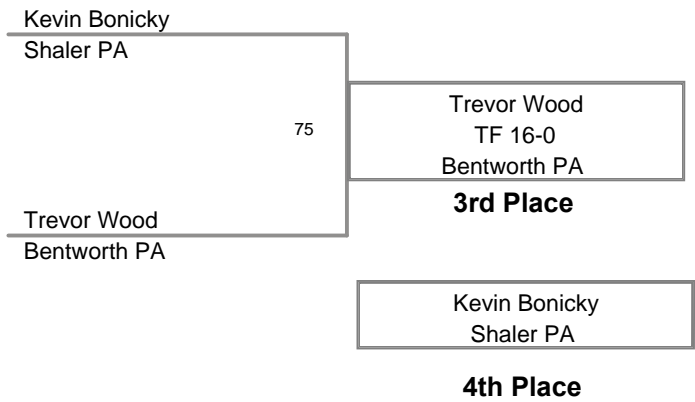 Kevin Bonicky
Shaler PA
75
Trevor Wood
TF 16-0
Bentworth PA
3rd Place
Trevor Wood
Bentworth PA
Kevin Bonicky
Shaler PA
4th Place